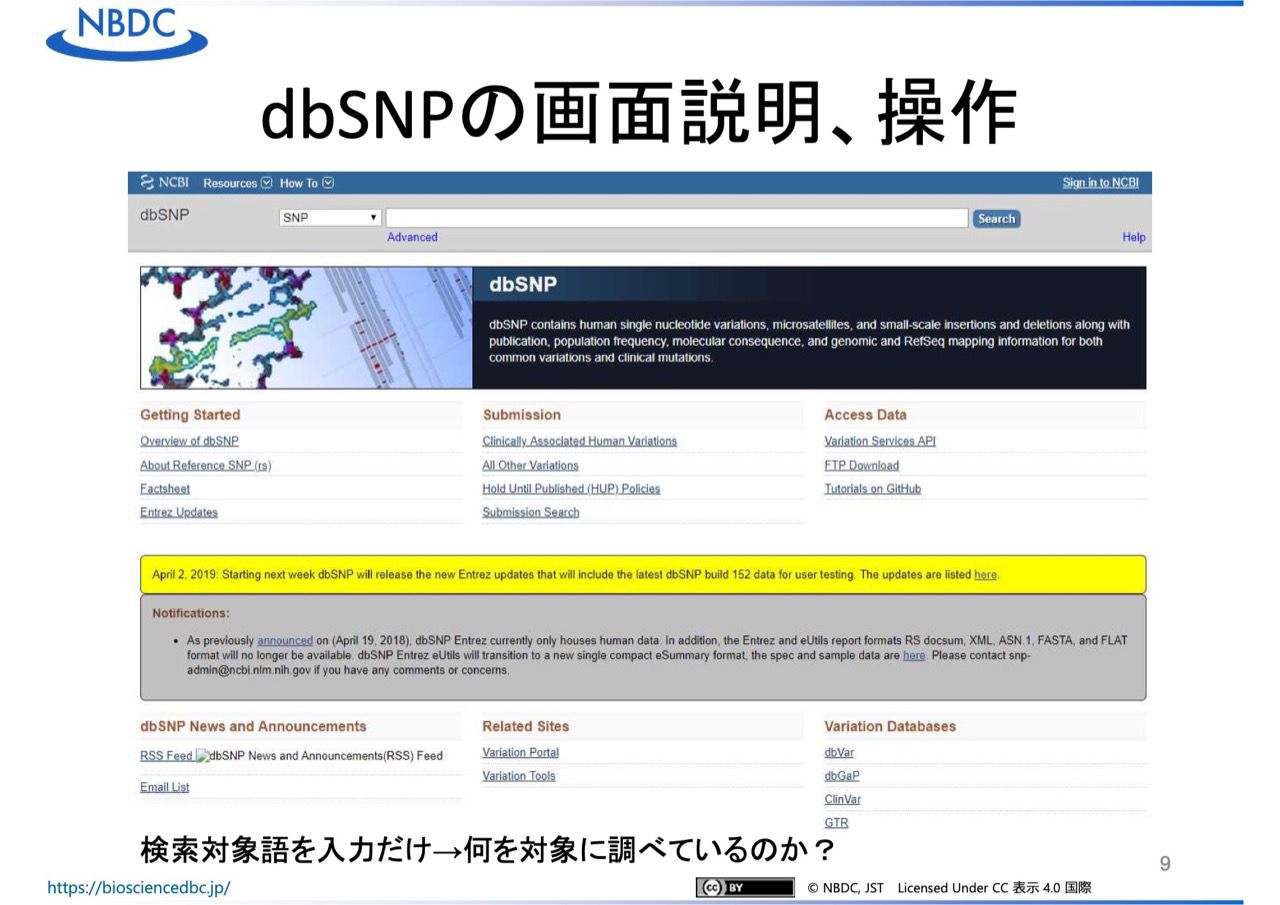 NBDC
dbSNPの画面説明、操作
NCBI Resources How To Sign in to NCBI
dbSNP SNP Search
Advanced Help
dbSNP
dbSNP contains human single nucleotide variations, microsatellites, and small-scale insertions and deletions along with
publication, population frequency, molecular consequence, and genomic and RefSeq mapping information for both
common variations and clinical mutations.
Getting Started
Overview of dbSNP
About Reference SNP (rs)
Factsheet
Entrez Updates
Submission
Clinically Associated Human Variations
All Other Variations
Hold Until Published (HUP) Policies
Submission Search
Access Data
Variation Services API
FTP Download
Tutorials on GitHub
April 2, 2019: Starting next week dbSNP will release the new Entrez updates that will include the latest dbSNP build 152 data for user testing. The updates are listed here.
Notifications:
• As previously announced on (April 19, 2018), dbSNP Entrez currently only houses human data. In addition, the Entrez and eUtils report formats RS docsum, XML, ASN.1, FASTA, and FLAT
format will no longer be available. dbSNP Entrez eUtils will transition to a new single compact eSummary format, the spec and sample data are here. Please contact snp-
admin@ncbi.nlm.nih.gov if you have any comments or concerns.
dbSNP News and Announcements
RSS Feed dbSNP News and Announcements(RSS) Feed
Email List
Related Sites
Variation Portal
Variation Tools
Variation Databases
dbVar
dbGaP
ClinVar
GTR
検索対象語を入力だけ→何を対象に調べているのか？
9
https://biosciencedbc.jp/
cc BY © NBDC, JST Licensed Under CC 表示 4.0 国際